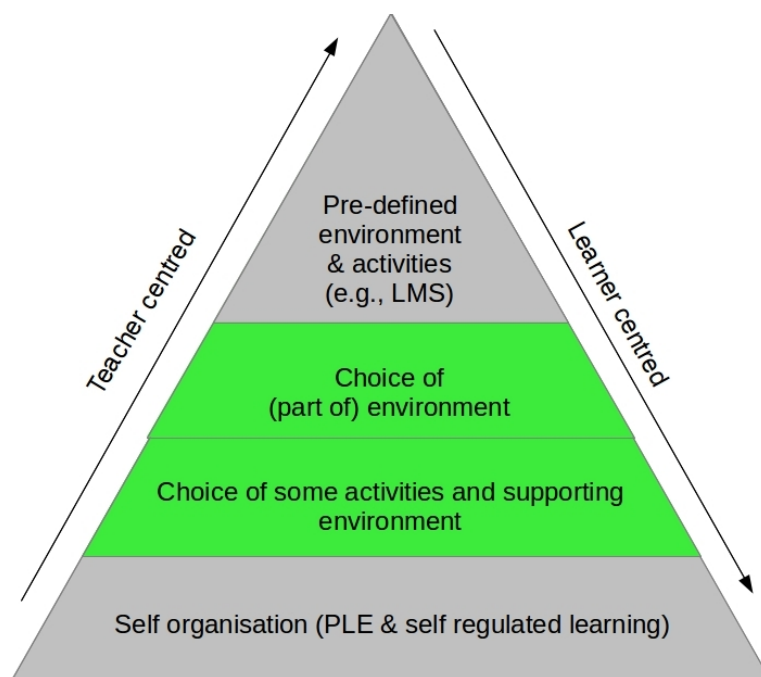 Teacher centred
Learner centred
Pre-defined
environment
& activities
(e.g., LMS)
Choice of
(part of) environment
Choice of some activities and supporting
environment
Self organisation (PLE & self regulated learning)